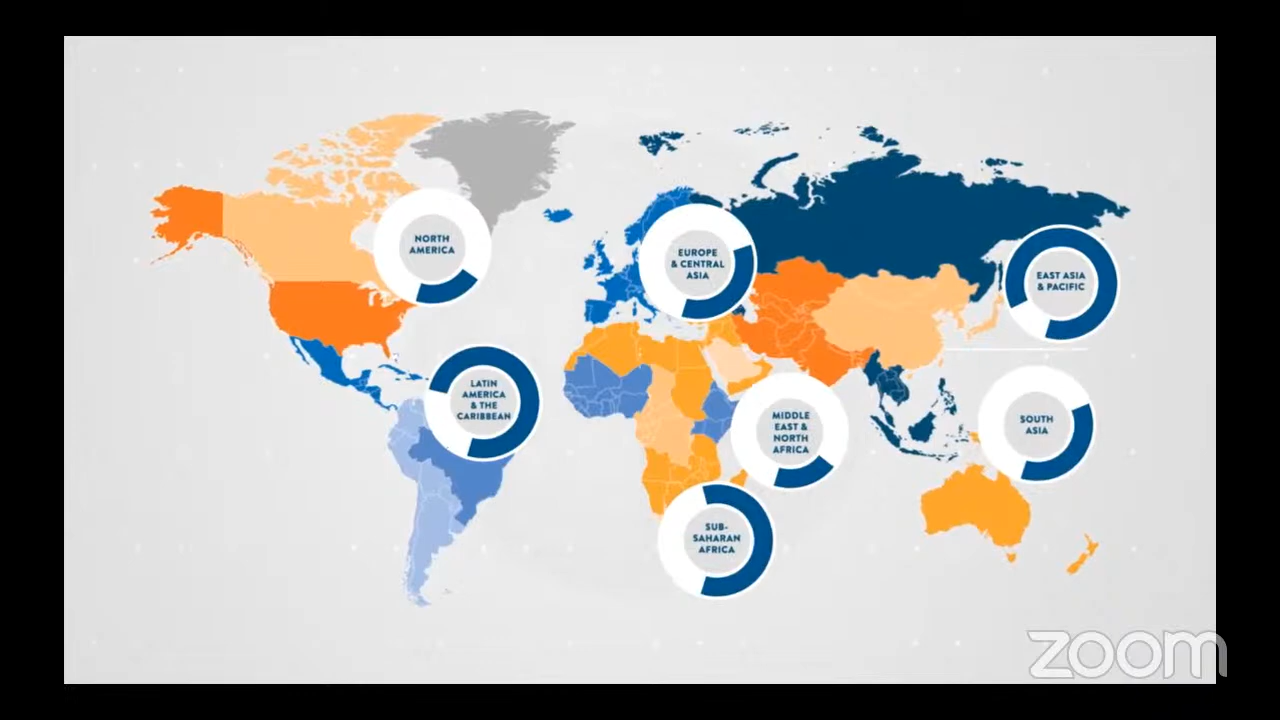 NORTH
AMERICA
EUROPE
& CENTRAL
ASIA
EAST ASIA
& PACIFIC
LATIN
AMERICA
& THE
CARIBBEAN
MIDDLE
EAST &
NORTH
AFRICA
SOUTH
ASIA
SUB-
SAHARAN
AFRICA
zoom